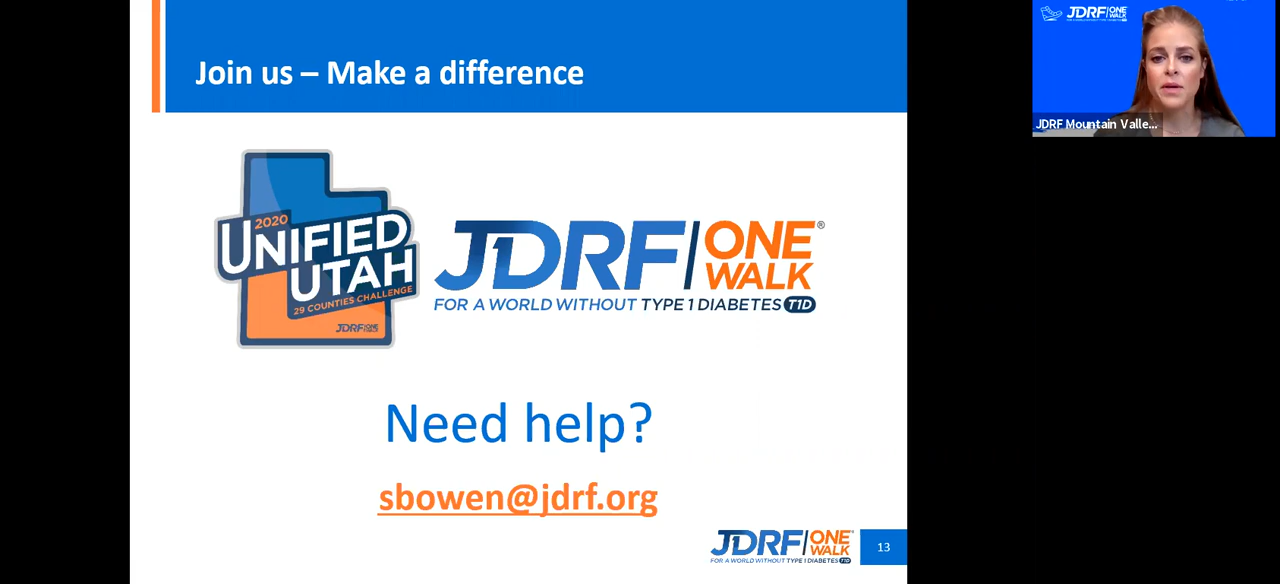 Join us – Make a difference
2020
UNIFIED
UTAH
29 COUNTIES CHALLENGE
JDRF ONE
WALK
JDRF ONE
WALK®
FOR A WORLD WITHOUT TYPE 1 DIABETES T1D
Need help?
sbowen@jdrf.org
JDRF ONE
WALK
FOR A WORLD WITHOUT TYPE 1 DIABETES T1D
13
JDRF ONE
WALK
JDRF Mountain Valle...